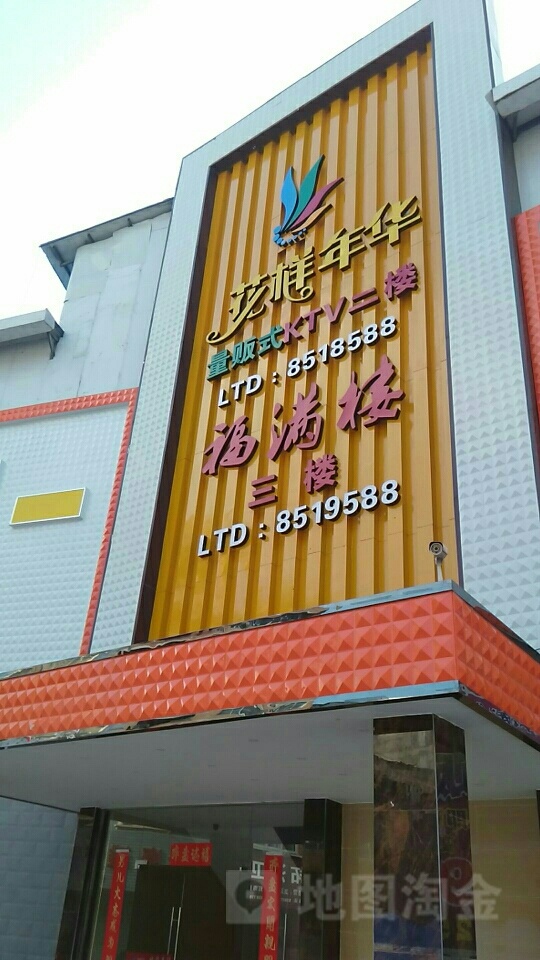 花样年华
量贩式KTV二楼
LTD：8518588
福满楼
三楼
LTD：8519588
地图淘金